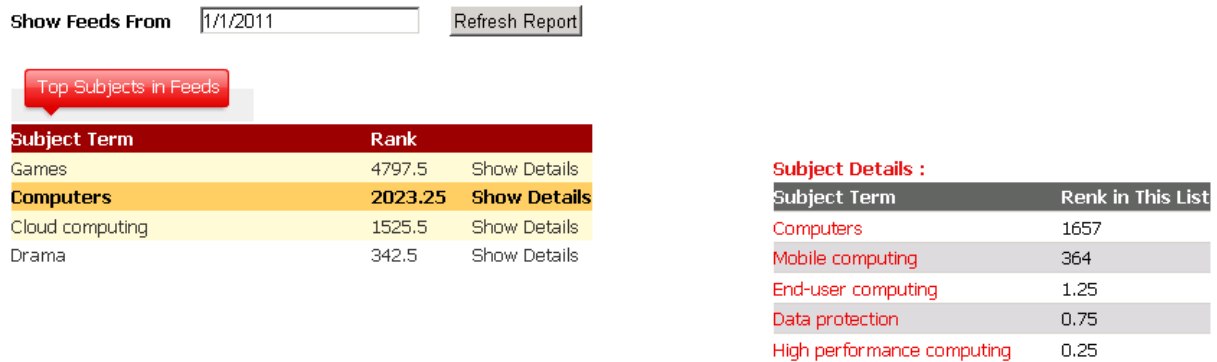 Show Feeds From 1/1/2011 Refresh Report
Top Subjects in Feeds
Subject Term Rank
Games 4797.5 Show Details
Computers 2023.25 Show Details
Cloud computing 1525.5 Show Details
Drama 342.5 Show Details
Subject Details :
Subject Term Renk in This List
Computers 1657
Mobile computing 364
End-user computing 1.25
Data protection 0.75
High performance computing 0.25